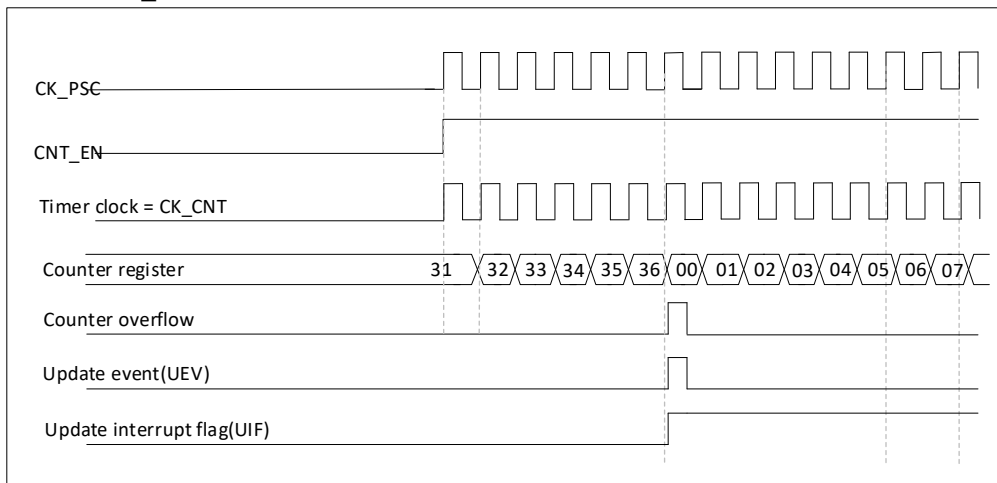 CK_PSC
CNT_EN
Timer clock = CK_CNT
Counter register 31 32 33 34 35 36 00 01 02 03 04 05 06 07
Counter overflow
Update event(UEV)
Update interrupt flag(UIF)